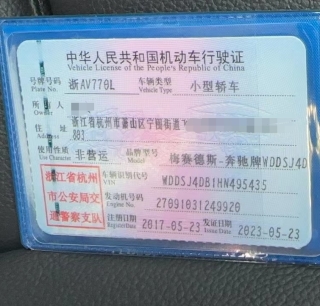 中华人民共和国机动车行驶证
Vehicle License of the People's Republic of China
号牌号码 浙AV770L 车辆类型 小型轿车
Plate No. Vehicle Type
所有人
Owner
住址 浙江省杭州市萧山区宁围街道
Address 803
使用性质 非营运 品牌型号 梅赛德斯-奔驰牌WDDSJ4D
Use Character Model
浙江省杭州 车辆识别代号 WDDSJ4DB1HN495435
VIN
市公安局交 发动机号码 27091031249920
Engine No.
通警察支队 注册日期 2017-05-23 发证日期 2023-05-23
Register Date Issue Date